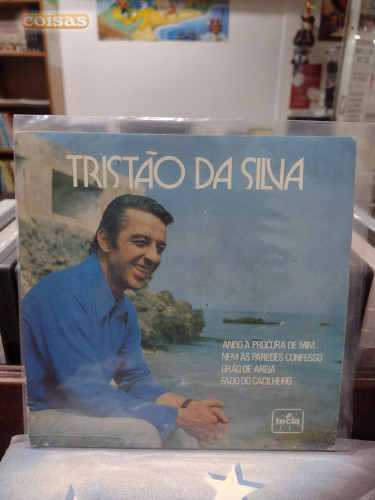 coisas
TRISTÃO DA SILVA
ANDO À PROCURA DE MIM
NEM ÀS PAREDES CONFESSO
GRÃO DE AREIA
FADO DO CACILHEIRO
tecla